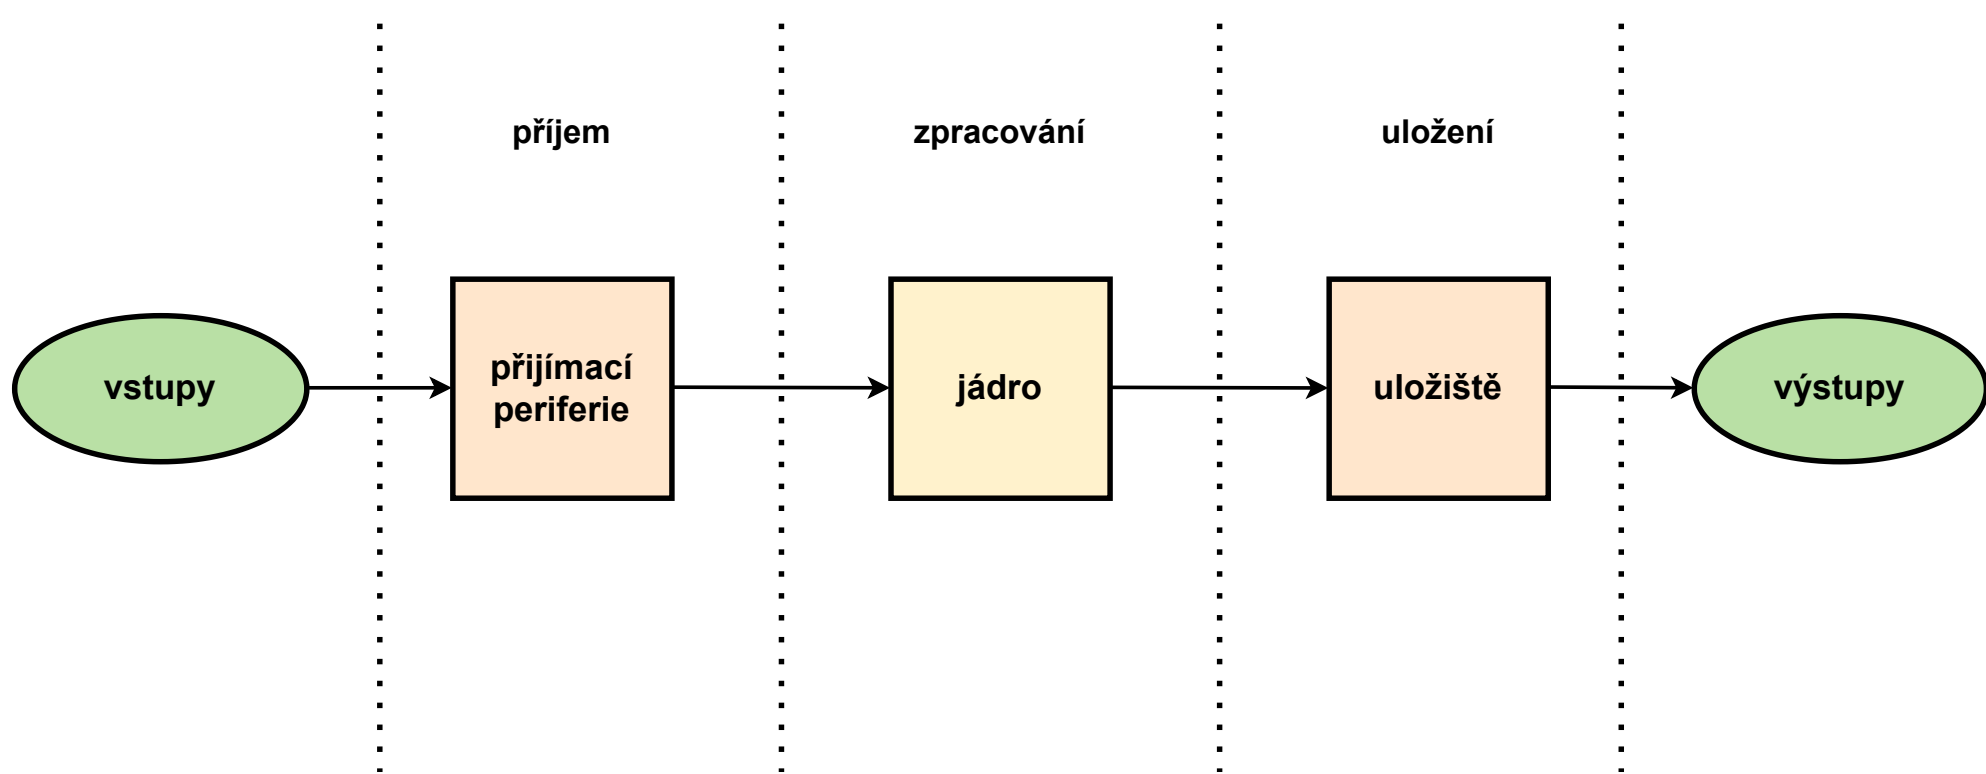 příjem
zpracování
uložení
vstupy
přijímací
periferie
jádro
uložiště
výstupy